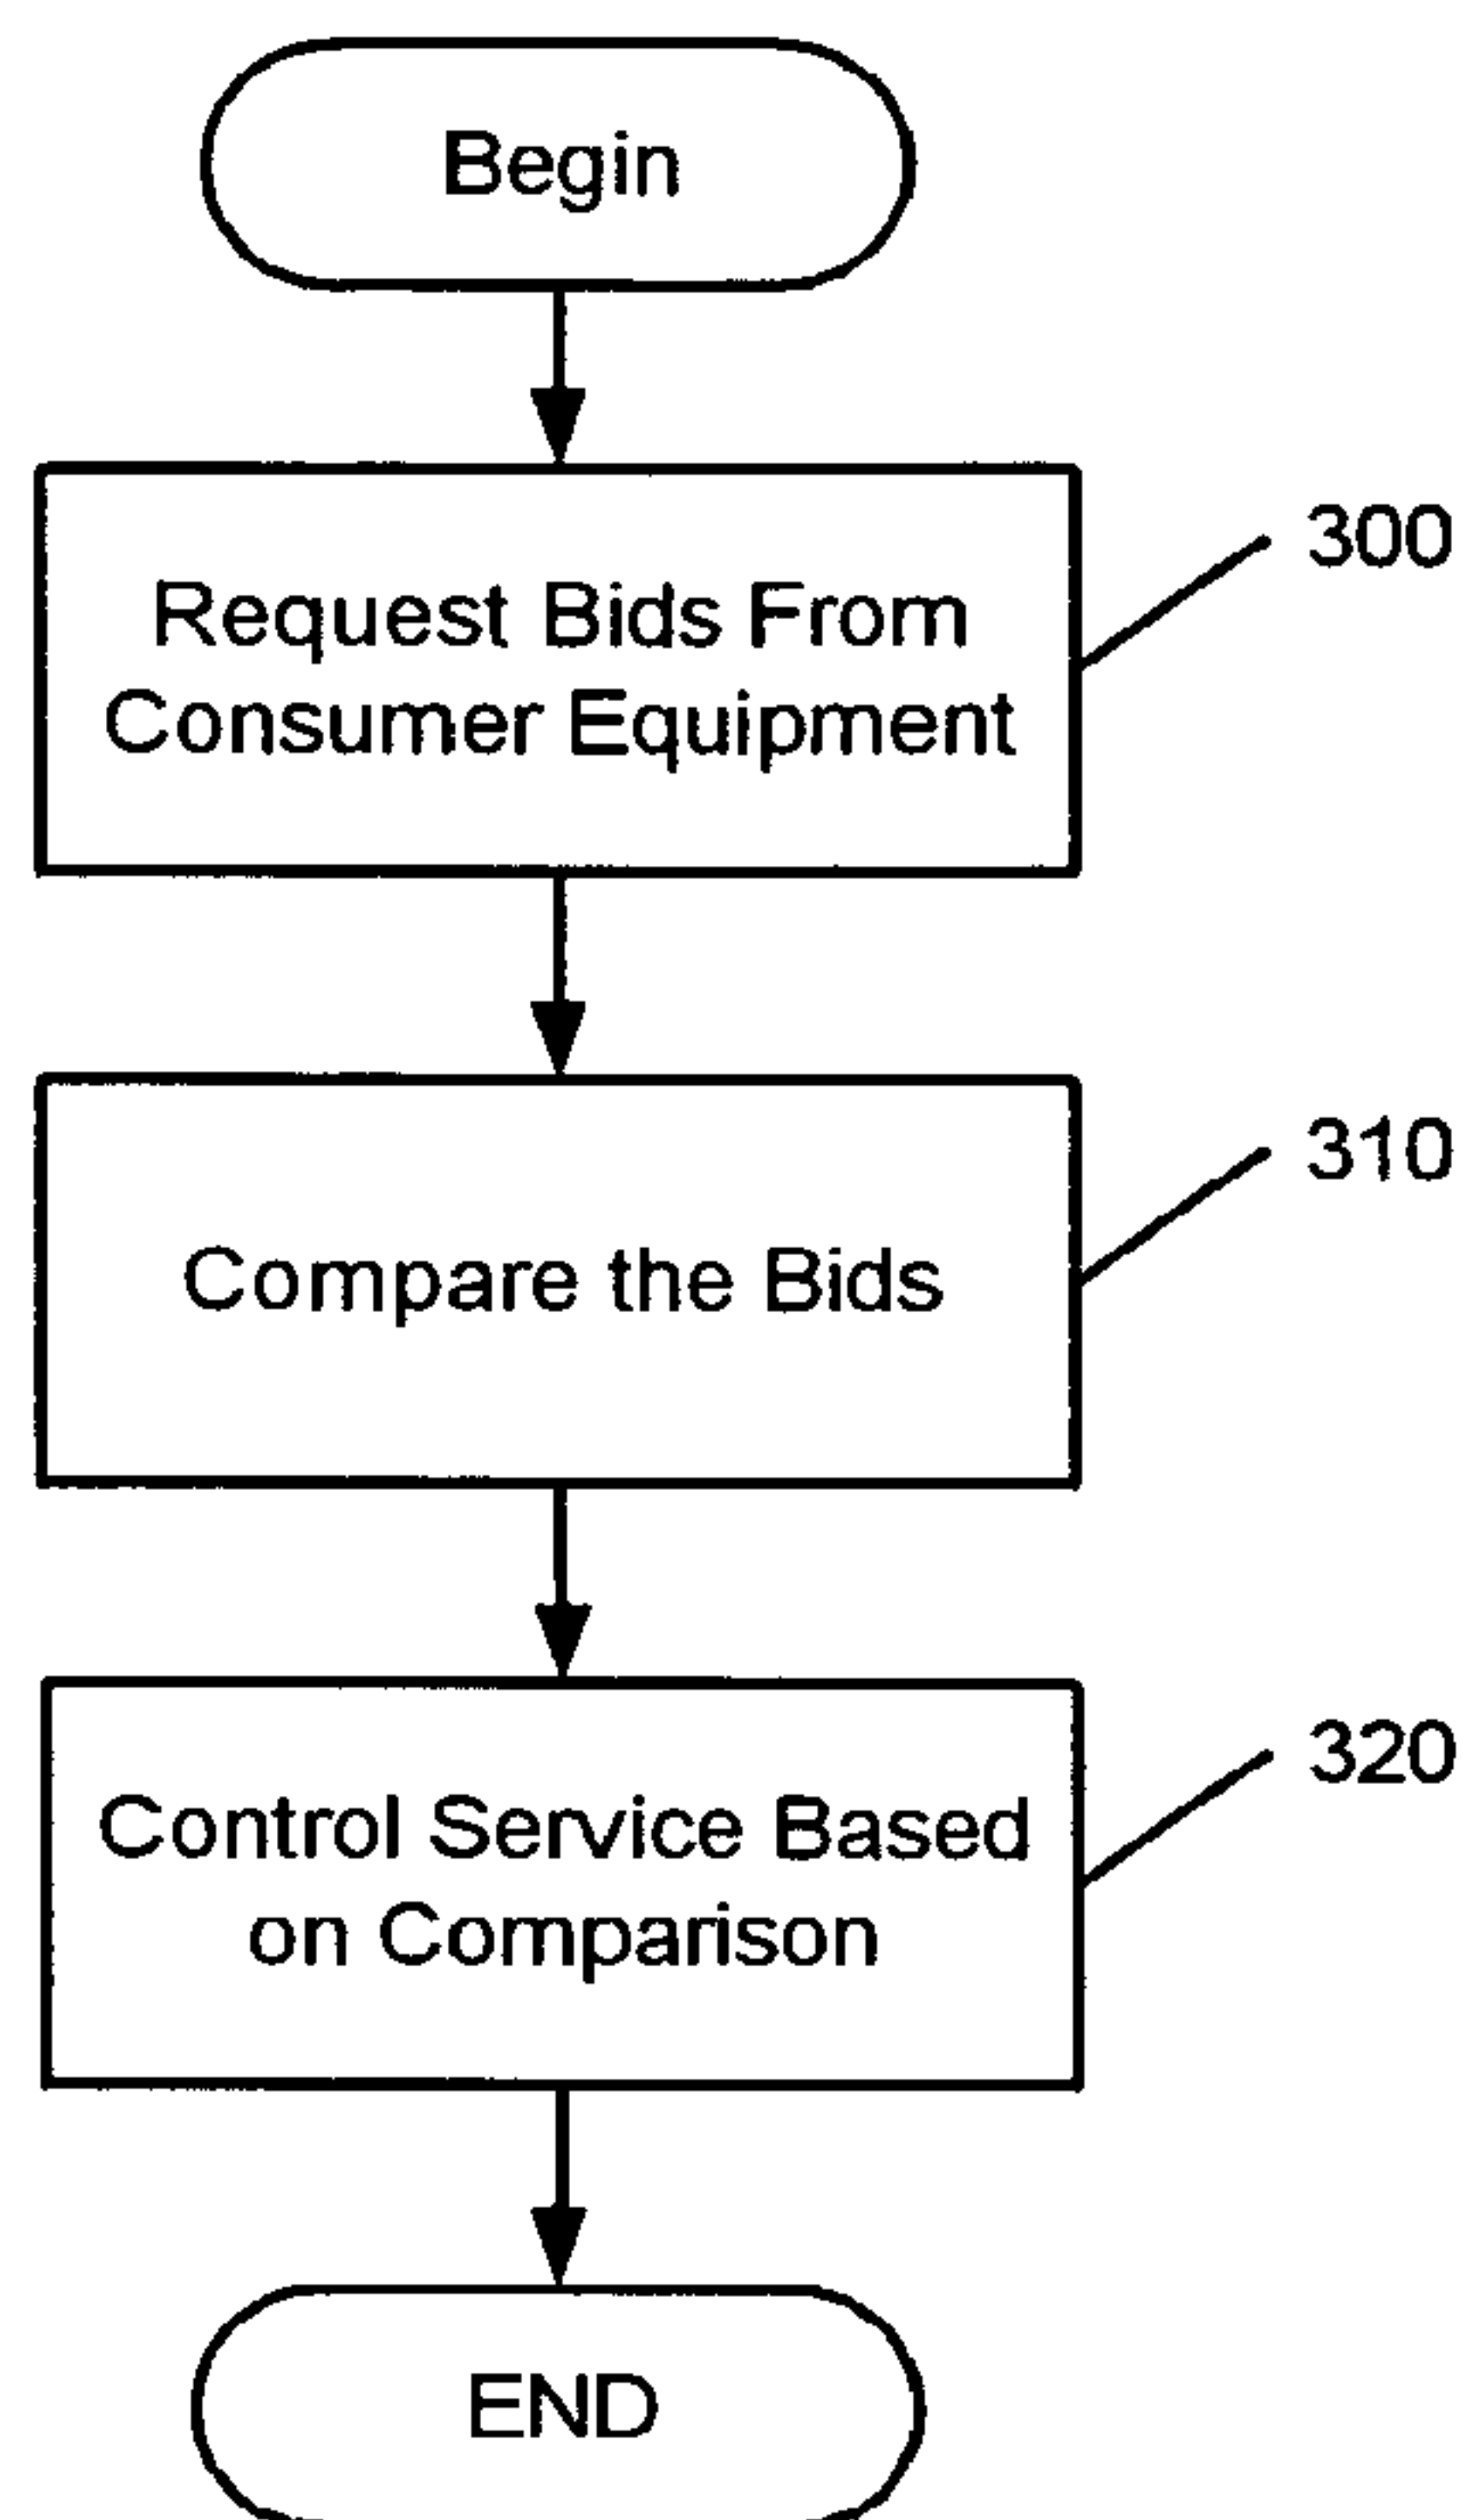 Begin
300
Request Bids From
Consumer Equipment
310
Compare the Bids
320
Control Service Based
on Comparison
END